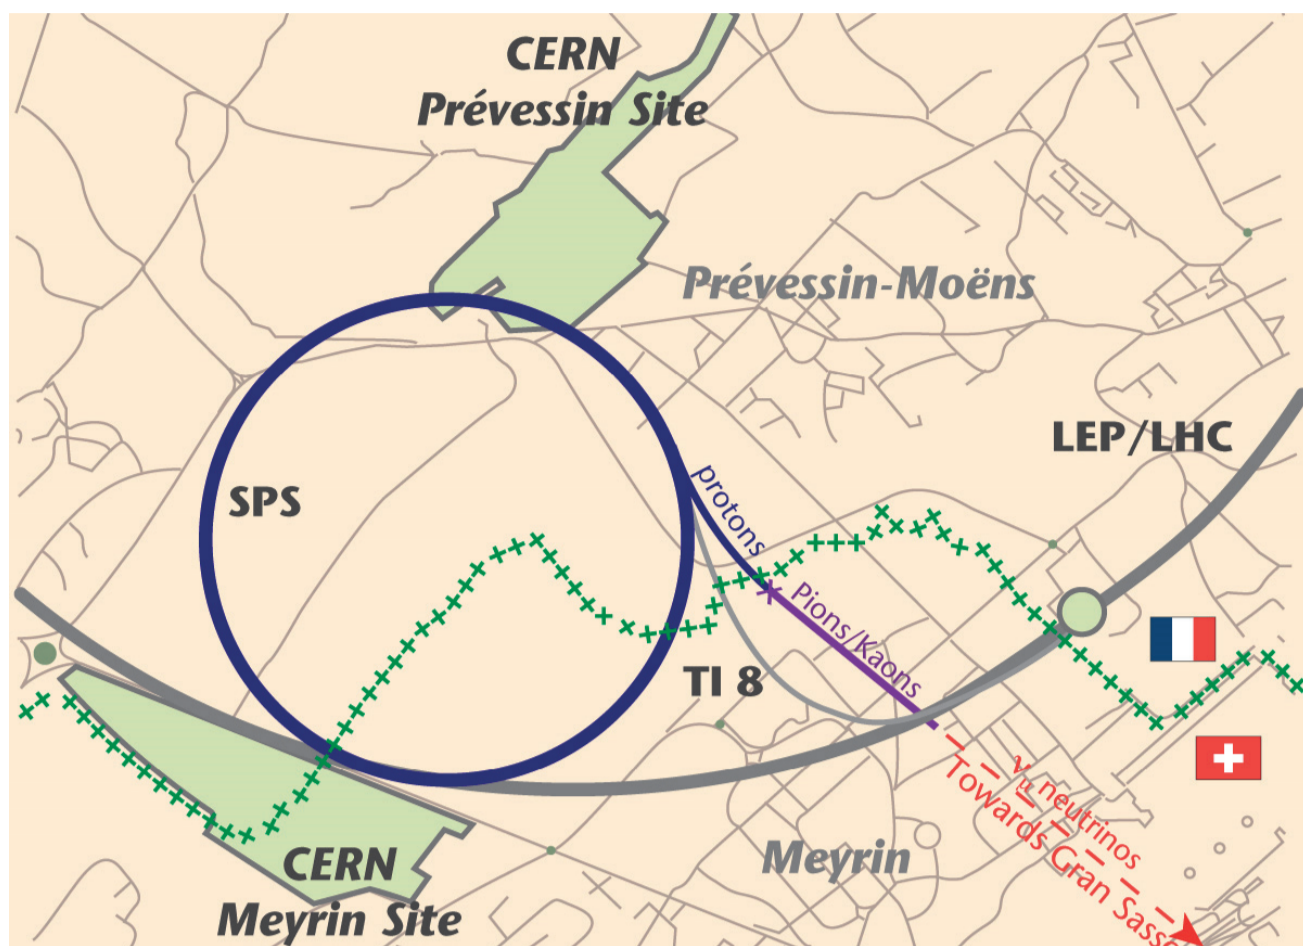 CERN
Prévessin Site
Prévessin-Moëns
LEP/LHC
protons
SPS
Pions/Kaons
TI 8
νμ neutrinos
Towards Gran Sasso
Meyrin
CERN
Meyrin Site